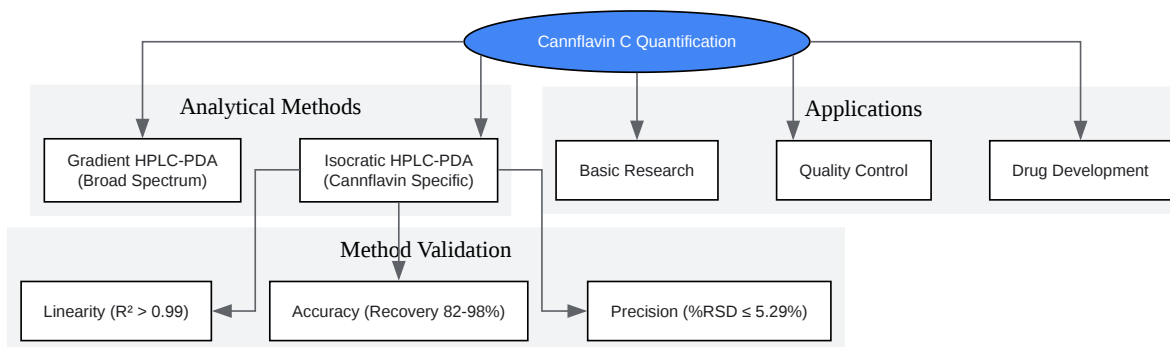 Cannflavin C Quantification
Analytical Methods
Applications
Gradient HPLC-PDA
(Broad Spectrum)
Isocratic HPLC-PDA
(Cannflavin Specific)
Basic Research
Quality Control
Drug Development
Method Validation
Linearity (R² > 0.99)
Accuracy (Recovery 82-98%)
Precision (%RSD ≤ 5.29%)